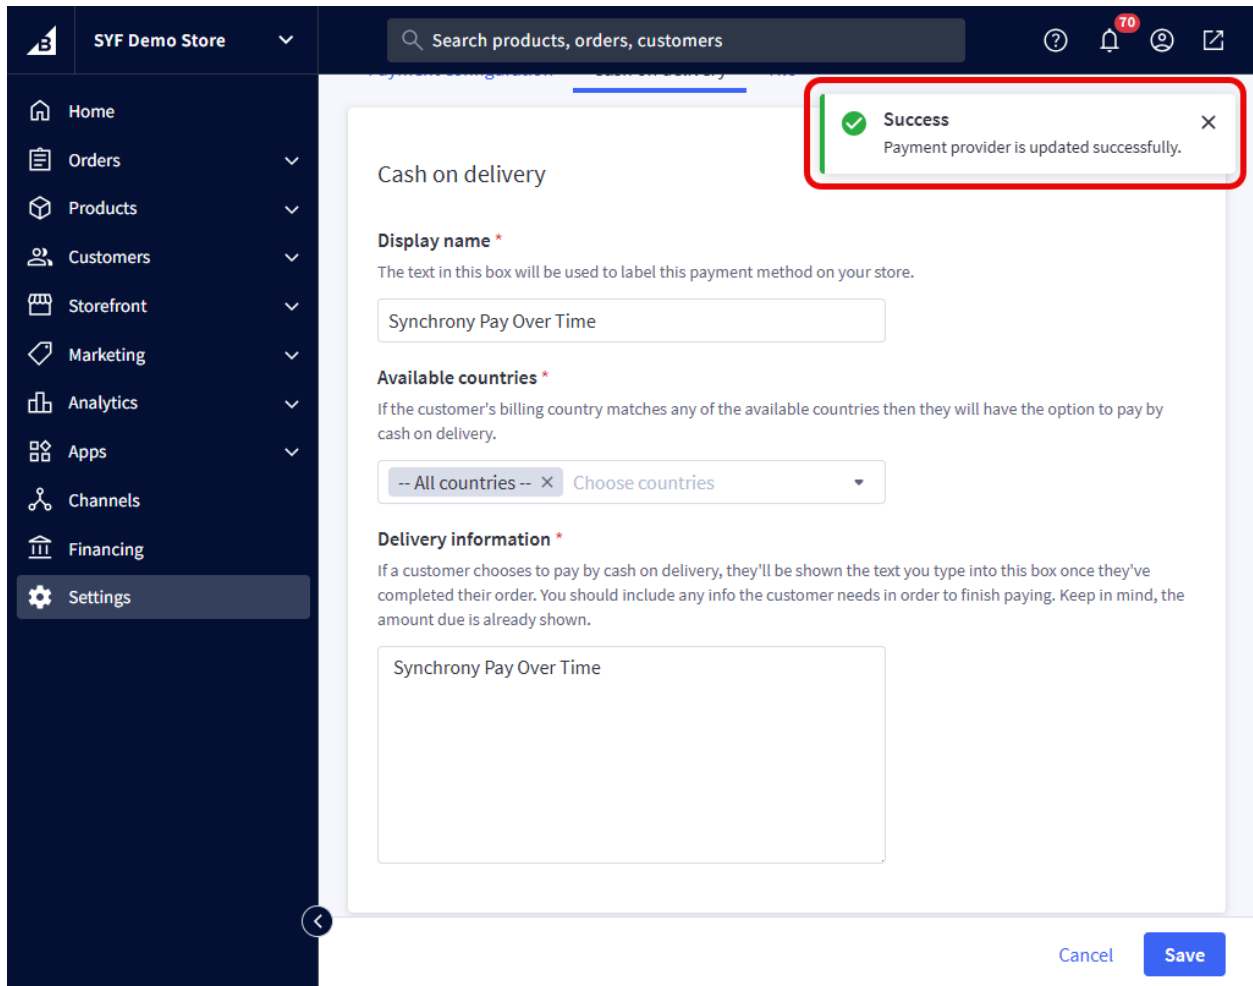 SYF Demo Store
Search products, orders, customers
70
Payment configuration Cash on delivery
Success
Payment provider is updated successfully.
Home
Orders
Products
Customers
Storefront
Marketing
Analytics
Apps
Channels
Financing
Settings
Cash on delivery
Display name *
The text in this box will be used to label this payment method on your store.
Synchrony Pay Over Time
Available countries *
If the customer's billing country matches any of the available countries then they will have the option to pay by
cash on delivery.
-- All countries -- × Choose countries
Delivery information *
If a customer chooses to pay by cash on delivery, they'll be shown the text you type into this box once they've
completed their order. You should include any info the customer needs in order to finish paying. Keep in mind, the
amount due is already shown.
Synchrony Pay Over Time
Cancel
Save